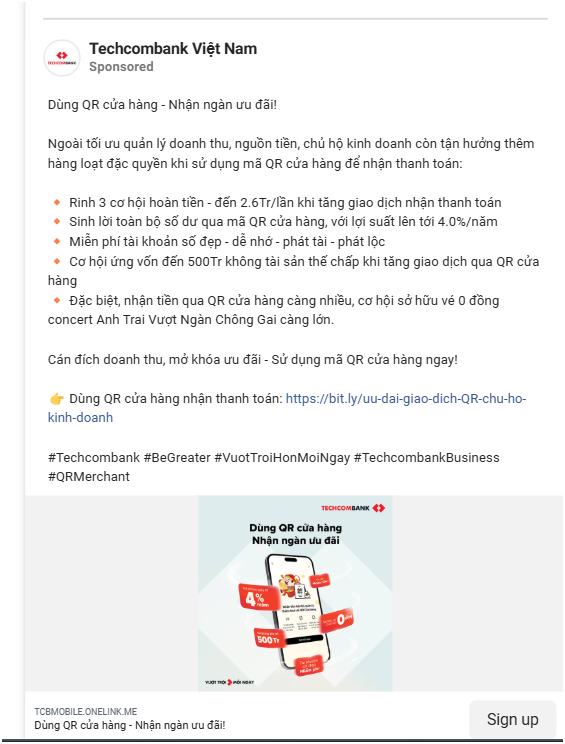 Techcombank Việt Nam
Sponsored
TECHCOMBANK
Dùng QR cửa hàng - Nhận ngàn ưu đãi!
Ngoài tối ưu quản lý doanh thu, nguồn tiền, chủ hộ kinh doanh còn tận hưởng thêm
hàng loạt đặc quyền khi sử dụng mã QR cửa hàng để nhận thanh toán:
🔸 Rinh 3 cơ hội hoàn tiền - đến 2.6Tr/lần khi tăng giao dịch nhận thanh toán
🔸 Sinh lời toàn bộ số dư qua mã QR cửa hàng, với lợi suất lên tới 4.0%/năm
🔸 Miễn phí tài khoản số đẹp - dễ nhớ - phát tài - phát lộc
🔸 Cơ hội ứng vốn đến 500Tr không tài sản thế chấp khi tăng giao dịch qua QR cửa
hàng
🔸 Đặc biệt, nhận tiền qua QR cửa hàng càng nhiều, cơ hội sở hữu vé 0 đồng
concert Anh Trai Vượt Ngàn Chông Gai càng lớn.
Cán đích doanh thu, mở khóa ưu đãi - Sử dụng mã QR cửa hàng ngay!
👉 Dùng QR cửa hàng nhận thanh toán: https://bit.ly/uu-dai-giao-dich-QR-chu-ho-
kinh-doanh
#Techcombank #BeGreater #VuotTroiHonMoiNgay #TechcombankBusiness
#QRMerchant
TECHCOMBANK
Dùng QR cửa hàng
Nhận ngàn ưu đãi
4%
năm
0
500Tr
VƯỢT TRỘI MỖI NGÀY
TCBMOBILE.ONELINK.ME
Dùng QR cửa hàng - Nhận ngàn ưu đãi!
Sign up